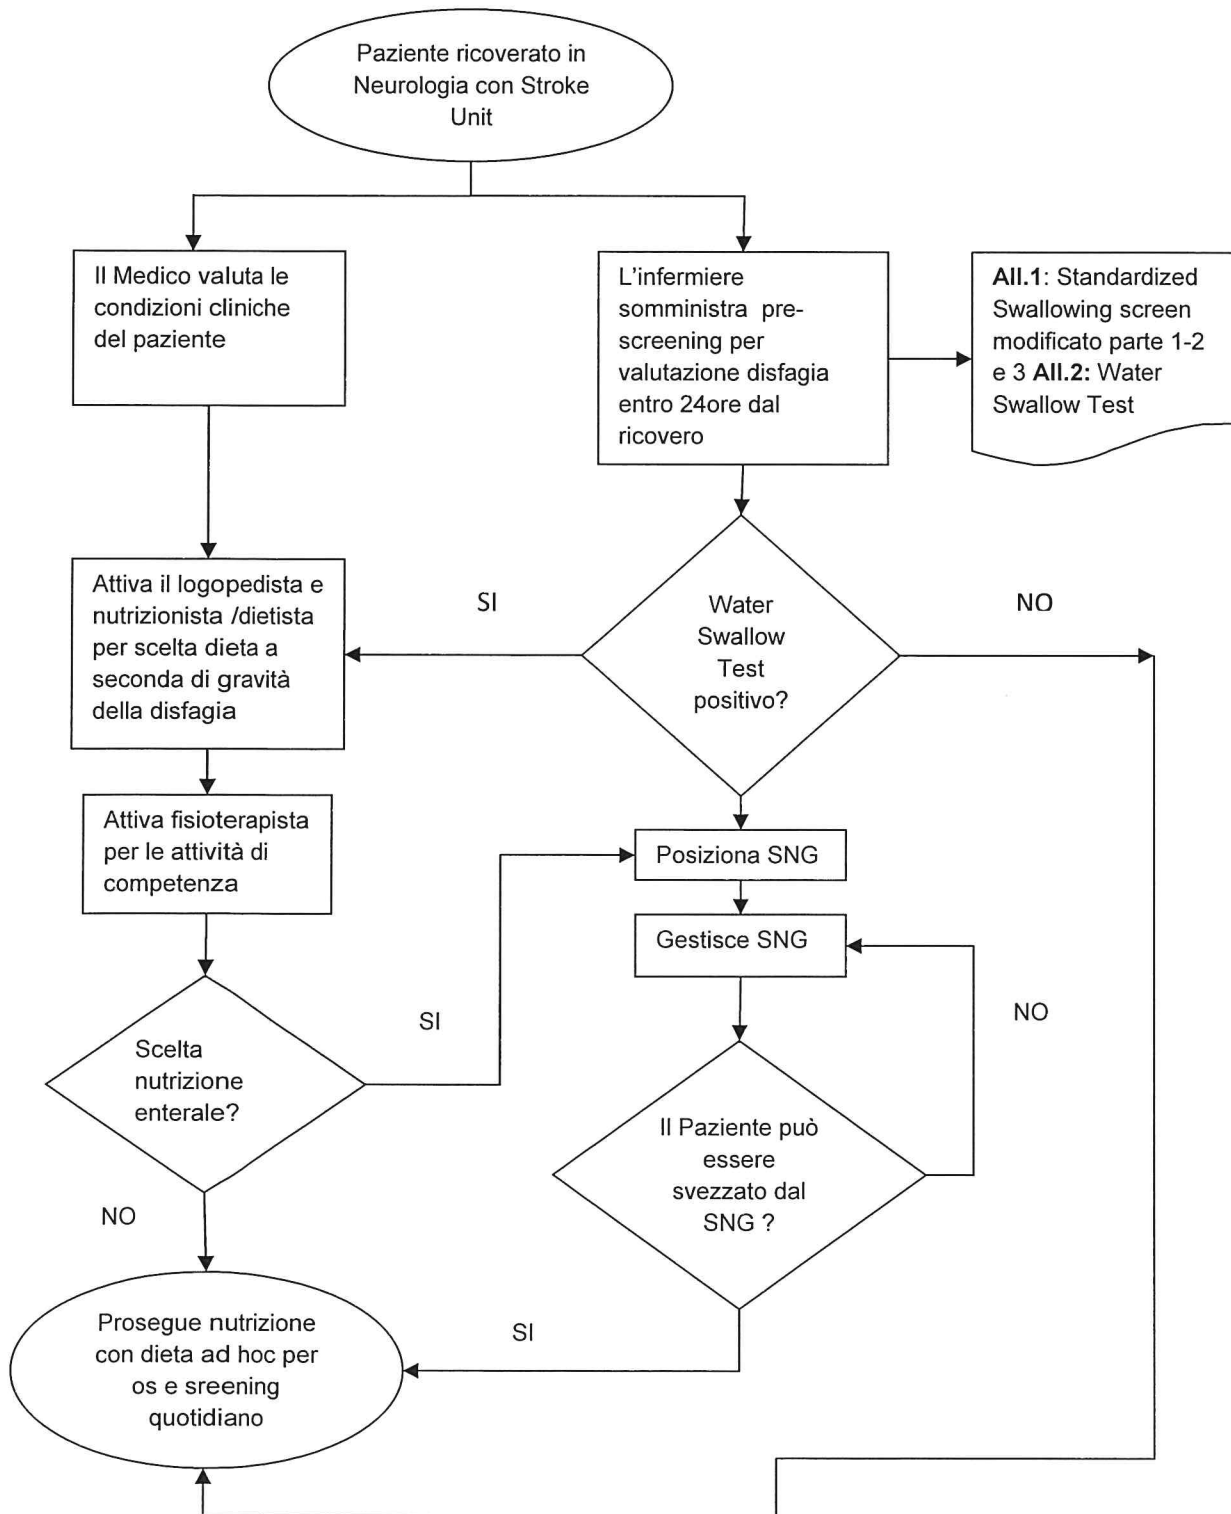 Paziente ricoverato in
Neurologia con Stroke
Unit
Il Medico valuta le
condizioni cliniche
del paziente
L'infermiere
somministra pre-
screening per
valutazione disfagia
entro 24ore dal
ricovero
All.1: Standardized
Swallowing screen
modificato parte 1-2
e 3 All.2: Water
Swallow Test
Attiva il logopedista e
nutrizionista /dietista
per scelta dieta a
seconda di gravità
della disfagia
SI
Water
Swallow
Test
positivo?
NO
Attiva fisioterapista
per le attività di
competenza
Posiziona SNG
Gestisce SNG
NO
SI
Scelta
nutrizione
enterale?
Il Paziente può
essere
svezzato dal
SNG ?
NO
SI
Prosegue nutrizione
con dieta ad hoc per
os e sreening
quotidiano